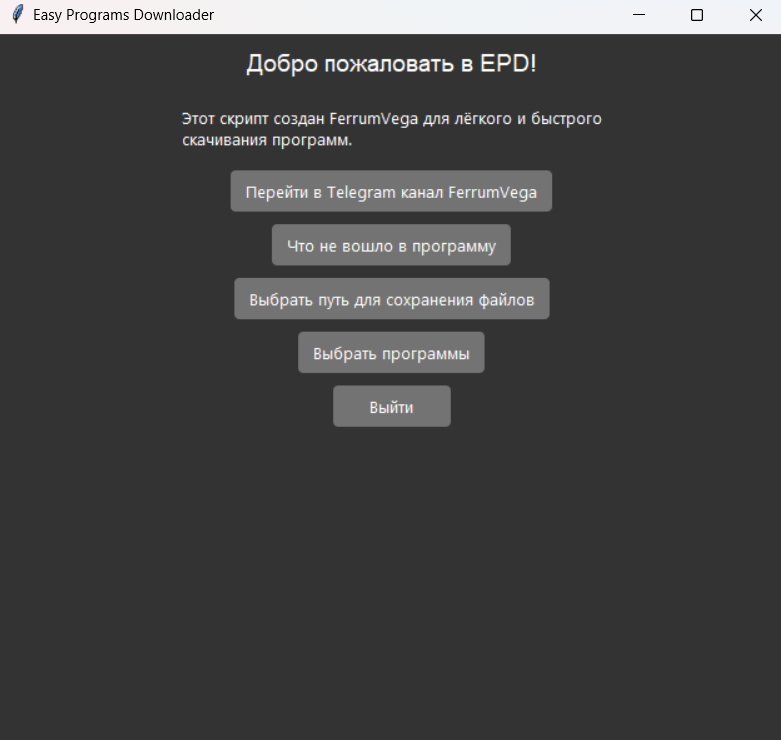 Easy Programs Downloader
Добро пожаловать в EPD!
Этот скрипт создан FerrumVega для лёгкого и быстрого
скачивания программ.
Перейти в Telegram канал FerrumVega
Что не вошло в программу
Выбрать путь для сохранения файлов
Выбрать программы
Выйти